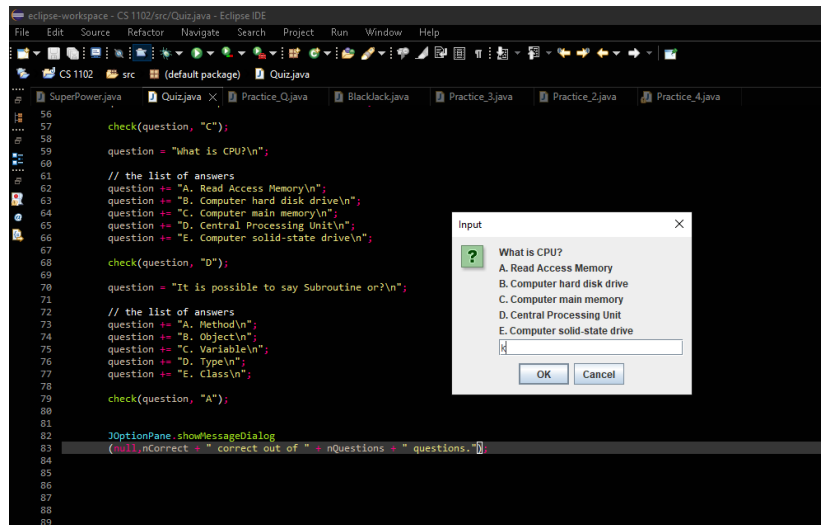 eclipse-workspace - CS 1102/src/Quiz.java - Eclipse IDE
File Edit Source Refactor Navigate Search Project Run Window Help
CS 1102 src (default package) Quiz.java
SuperPower.java Quiz.java Practice_Q.java BlackJack.java Practice_3.java Practice_2.java Practice_4.java
56
57 check(question, "C");
58
59 question = "What is CPU?\n";
60
61 // the list of answers
62 question += "A. Read Access Memory\n";
63 question += "B. Computer hard disk drive\n";
64 question += "C. Computer main memory\n";
65 question += "D. Central Processing Unit\n";
66 question += "E. Computer solid-state drive\n";
67
68 check(question, "D");
69
70 question = "It is possible to say Subroutine or?\n";
71
72 // the list of answers
73 question += "A. Method\n";
74 question += "B. Object\n";
75 question += "C. Variable\n";
76 question += "D. Type\n";
77 question += "E. Class\n";
78
79 check(question, "A");
80
81
82 JOptionPane.showMessageDialog
83 (null,nCorrect + " correct out of " + nQuestions + " questions.");
84
85
86
87
88
89
Input
What is CPU?
A. Read Access Memory
B. Computer hard disk drive
C. Computer main memory
D. Central Processing Unit
E. Computer solid-state drive
k
OK Cancel